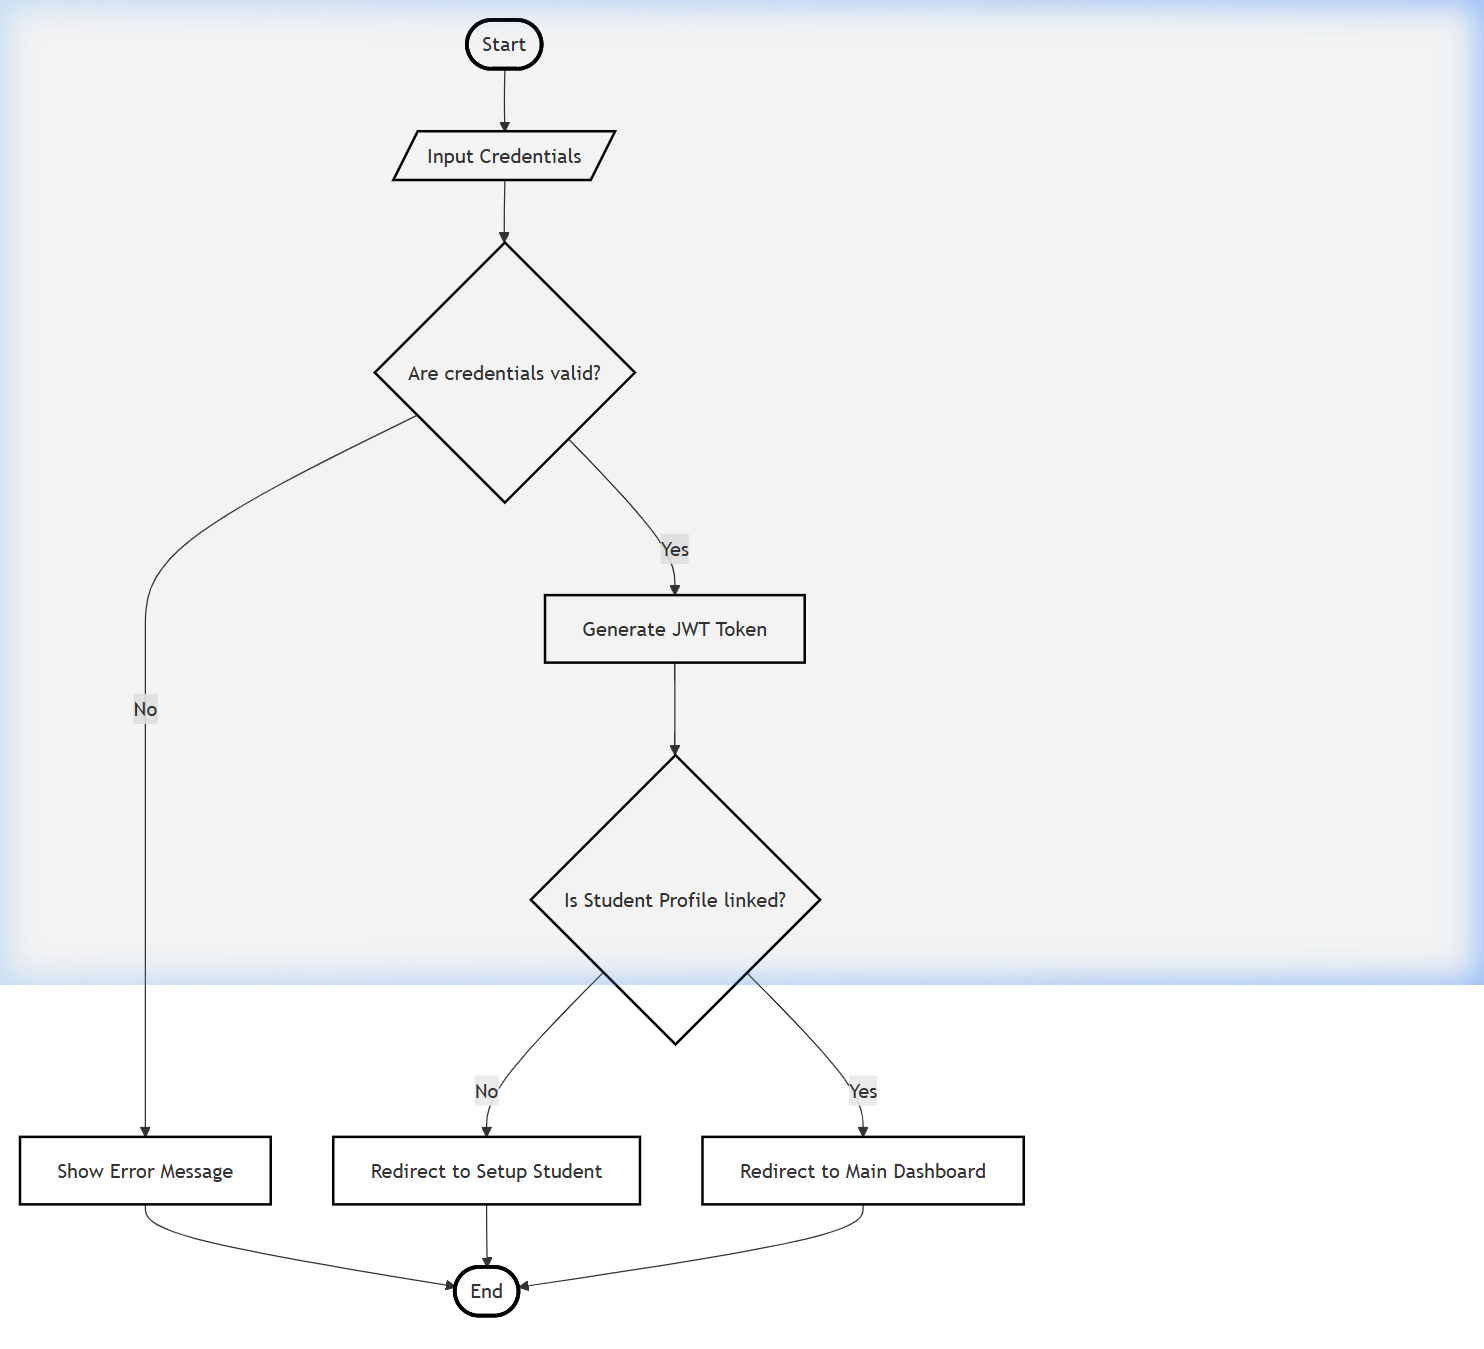 Start
Input Credentials
Are credentials valid?
Yes
Generate JWT Token
No
Is Student Profile linked?
No
Yes
Show Error Message
Redirect to Setup Student
Redirect to Main Dashboard
End